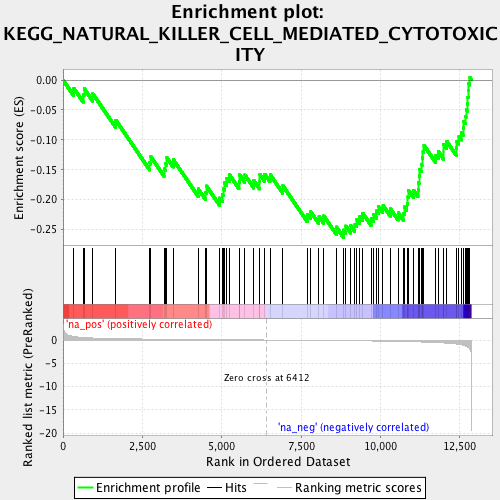 Enrichment plot:
KEGG_NATURAL_KILLER_CELL_MEDIATED_CYTOTOXIC
ITY
Enrichment score (ES)
0.00
-0.05
-0.10
-0.15
-0.20
-0.25
'na_pos' (positively correlated)
'na_neg' (negatively correlated)
Zero cross at 6412
Ranked list metric (PreRanked)
0
-5
-10
-15
-20
0
2,500
5,000
7,500
10,000
12,500
Rank in Ordered Dataset
Enrichment profile
Hits
Ranking metric scores